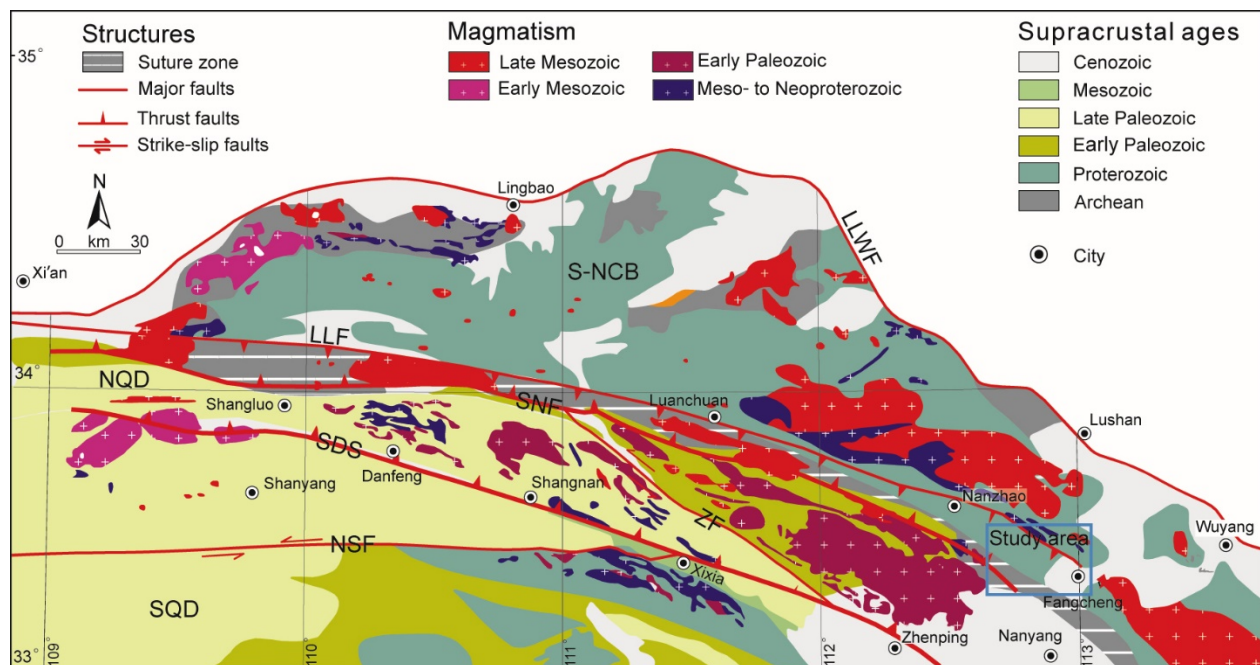 35°
Structures
Suture zone
Major faults
Thrust faults
Strike-slip faults
N
0 km 30
Magmatism
Late Mesozoic
Early Mesozoic
Early Paleozoic
Meso- to Neoproterozoic
Supracrustal ages
Cenozoic
Mesozoic
Late Paleozoic
Early Paleozoic
Proterozoic
Archean
City
Xi'an
Lingbao
S-NCB
LLWF
LLF
34°
NQD
Shangluo
SNF
Luanchuan
Lushan
SDS
Danfeng
Shanyang
Shangnan
Nanzhao
ZF
Wuyang
Study area
NSF
Xixia
Fangcheng
SQD
Zhenping
Nanyang
33°
109
110
111
112
113